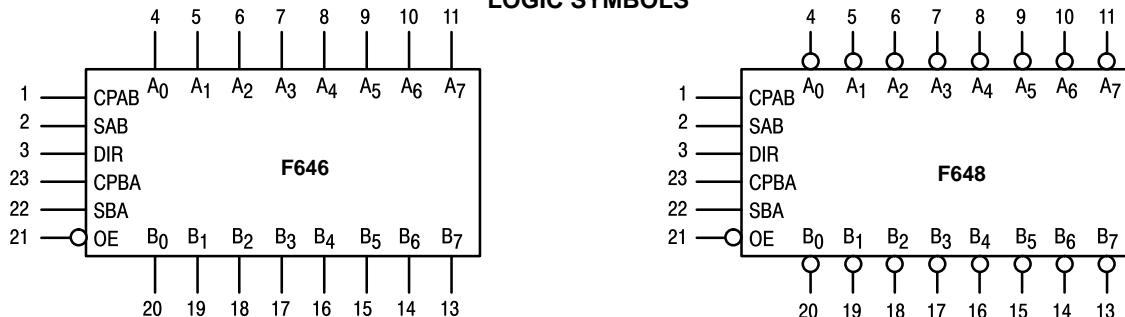 LOGIC SYMBOLS
4 5 6 7 8 9 10 11
A0 A1 A2 A3 A4 A5 A6 A7
1 CPAB
2 SAB
3 DIR
23 CPBA
22 SBA
21 OE
F646
B0 B1 B2 B3 B4 B5 B6 B7
20 19 18 17 16 15 14 13
4 5 6 7 8 9 10 11
A0 A1 A2 A3 A4 A5 A6 A7
1 CPAB
2 SAB
3 DIR
23 CPBA
22 SBA
21 OE
F648
B0 B1 B2 B3 B4 B5 B6 B7
20 19 18 17 16 15 14 13